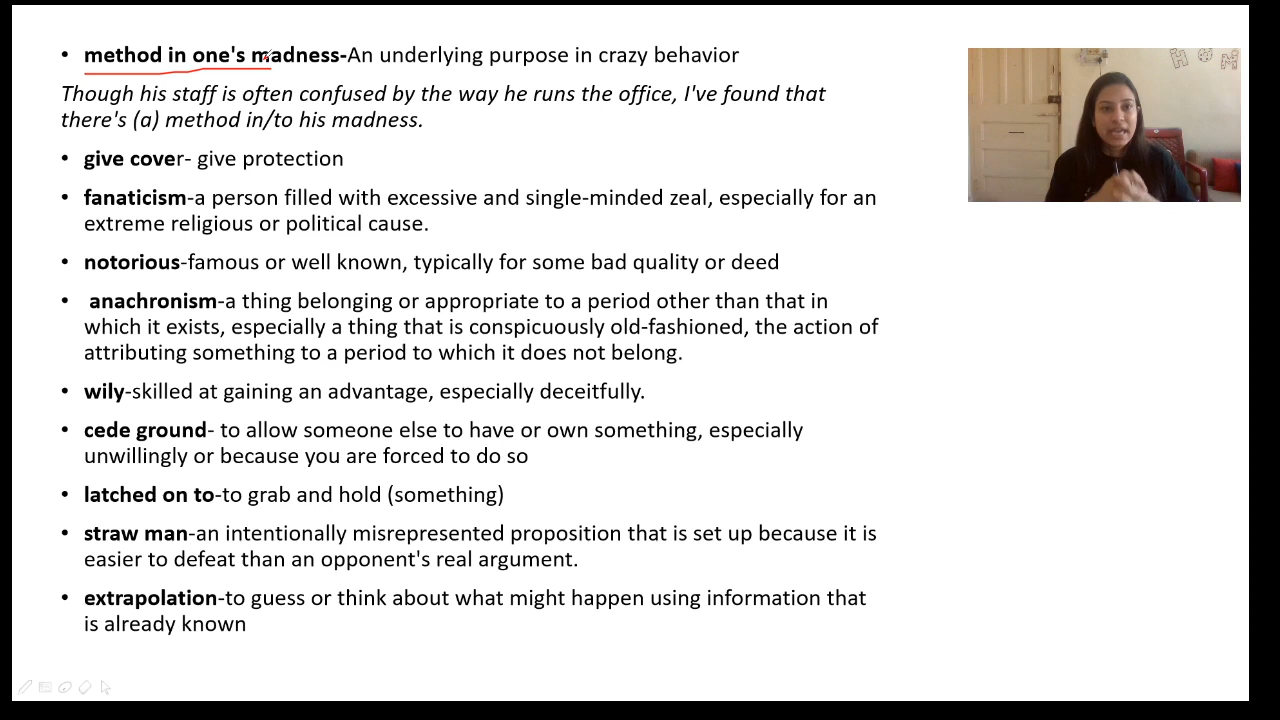 • method in one's madness-An underlying purpose in crazy behavior
Though his staff is often confused by the way he runs the office, I've found that
there's (a) method in/to his madness.
• give cover- give protection
• fanaticism-a person filled with excessive and single-minded zeal, especially for an
extreme religious or political cause.
• notorious-famous or well known, typically for some bad quality or deed
• anachronism-a thing belonging or appropriate to a period other than that in
which it exists, especially a thing that is conspicuously old-fashioned, the action of
attributing something to a period to which it does not belong.
• wily-skilled at gaining an advantage, especially deceitfully.
• cede ground- to allow someone else to have or own something, especially
unwillingly or because you are forced to do so
• latched on to-to grab and hold (something)
• straw man-an intentionally misrepresented proposition that is set up because it is
easier to defeat than an opponent's real argument.
• extrapolation-to guess or think about what might happen using information that
is already known